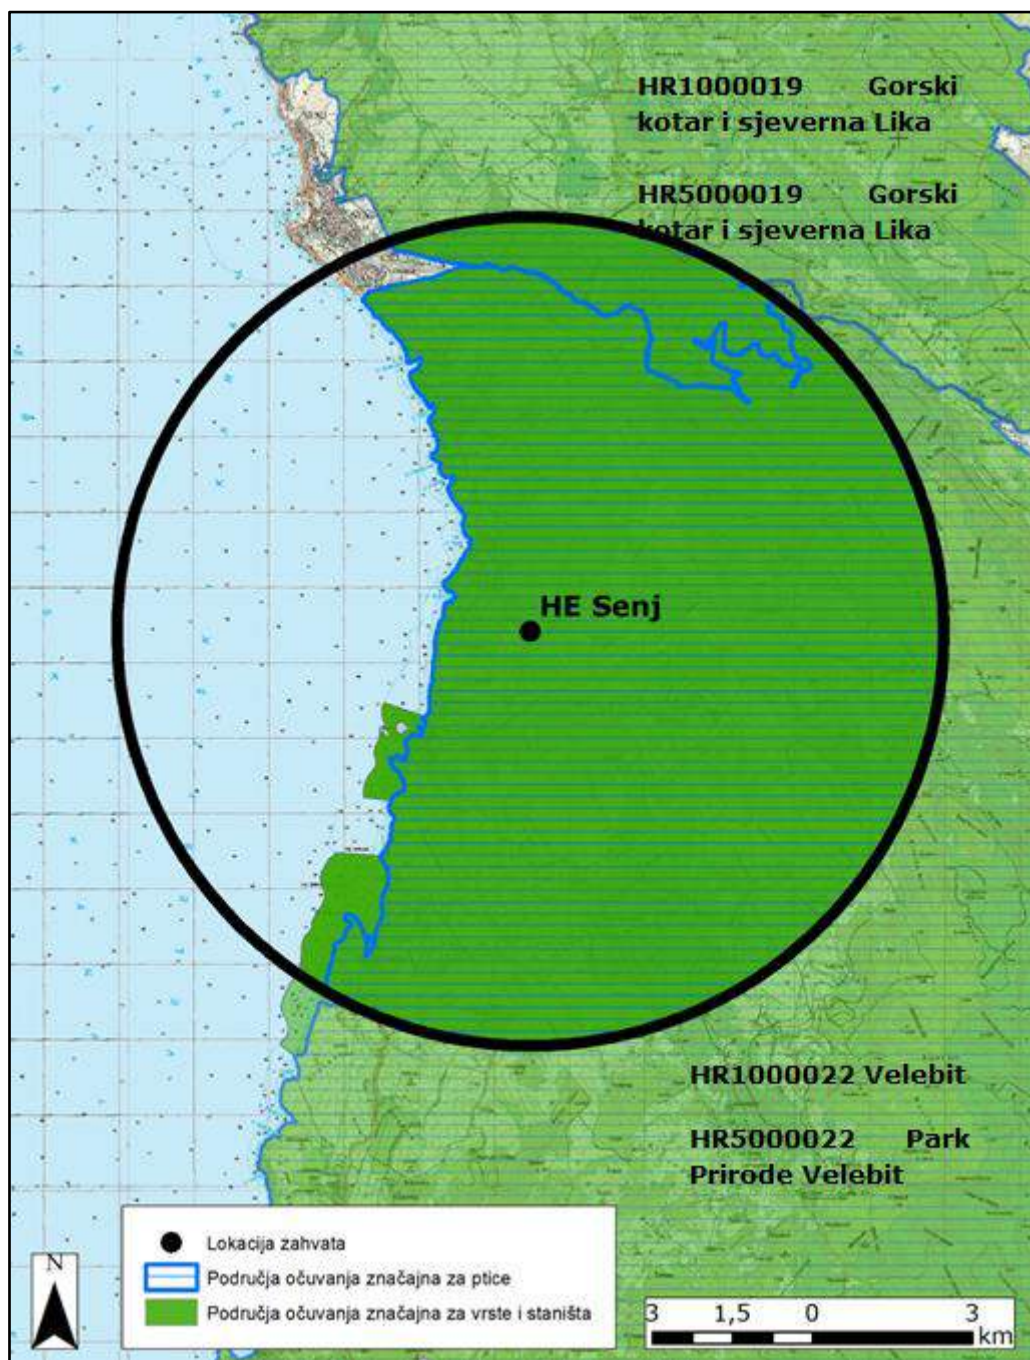 HR1000019 Gorski
kotar i sjeverna Lika
HR5000019 Gorski
kotar i sjeverna Lika
HE Senj
HR1000022 Velebit
HR5000022 Park
Prirode Velebit
Lokacija zahvata
Područja očuvanja značajna za ptice
Područja očuvanja značajna za vrste i staništa
N
3 1,5 0 3
km